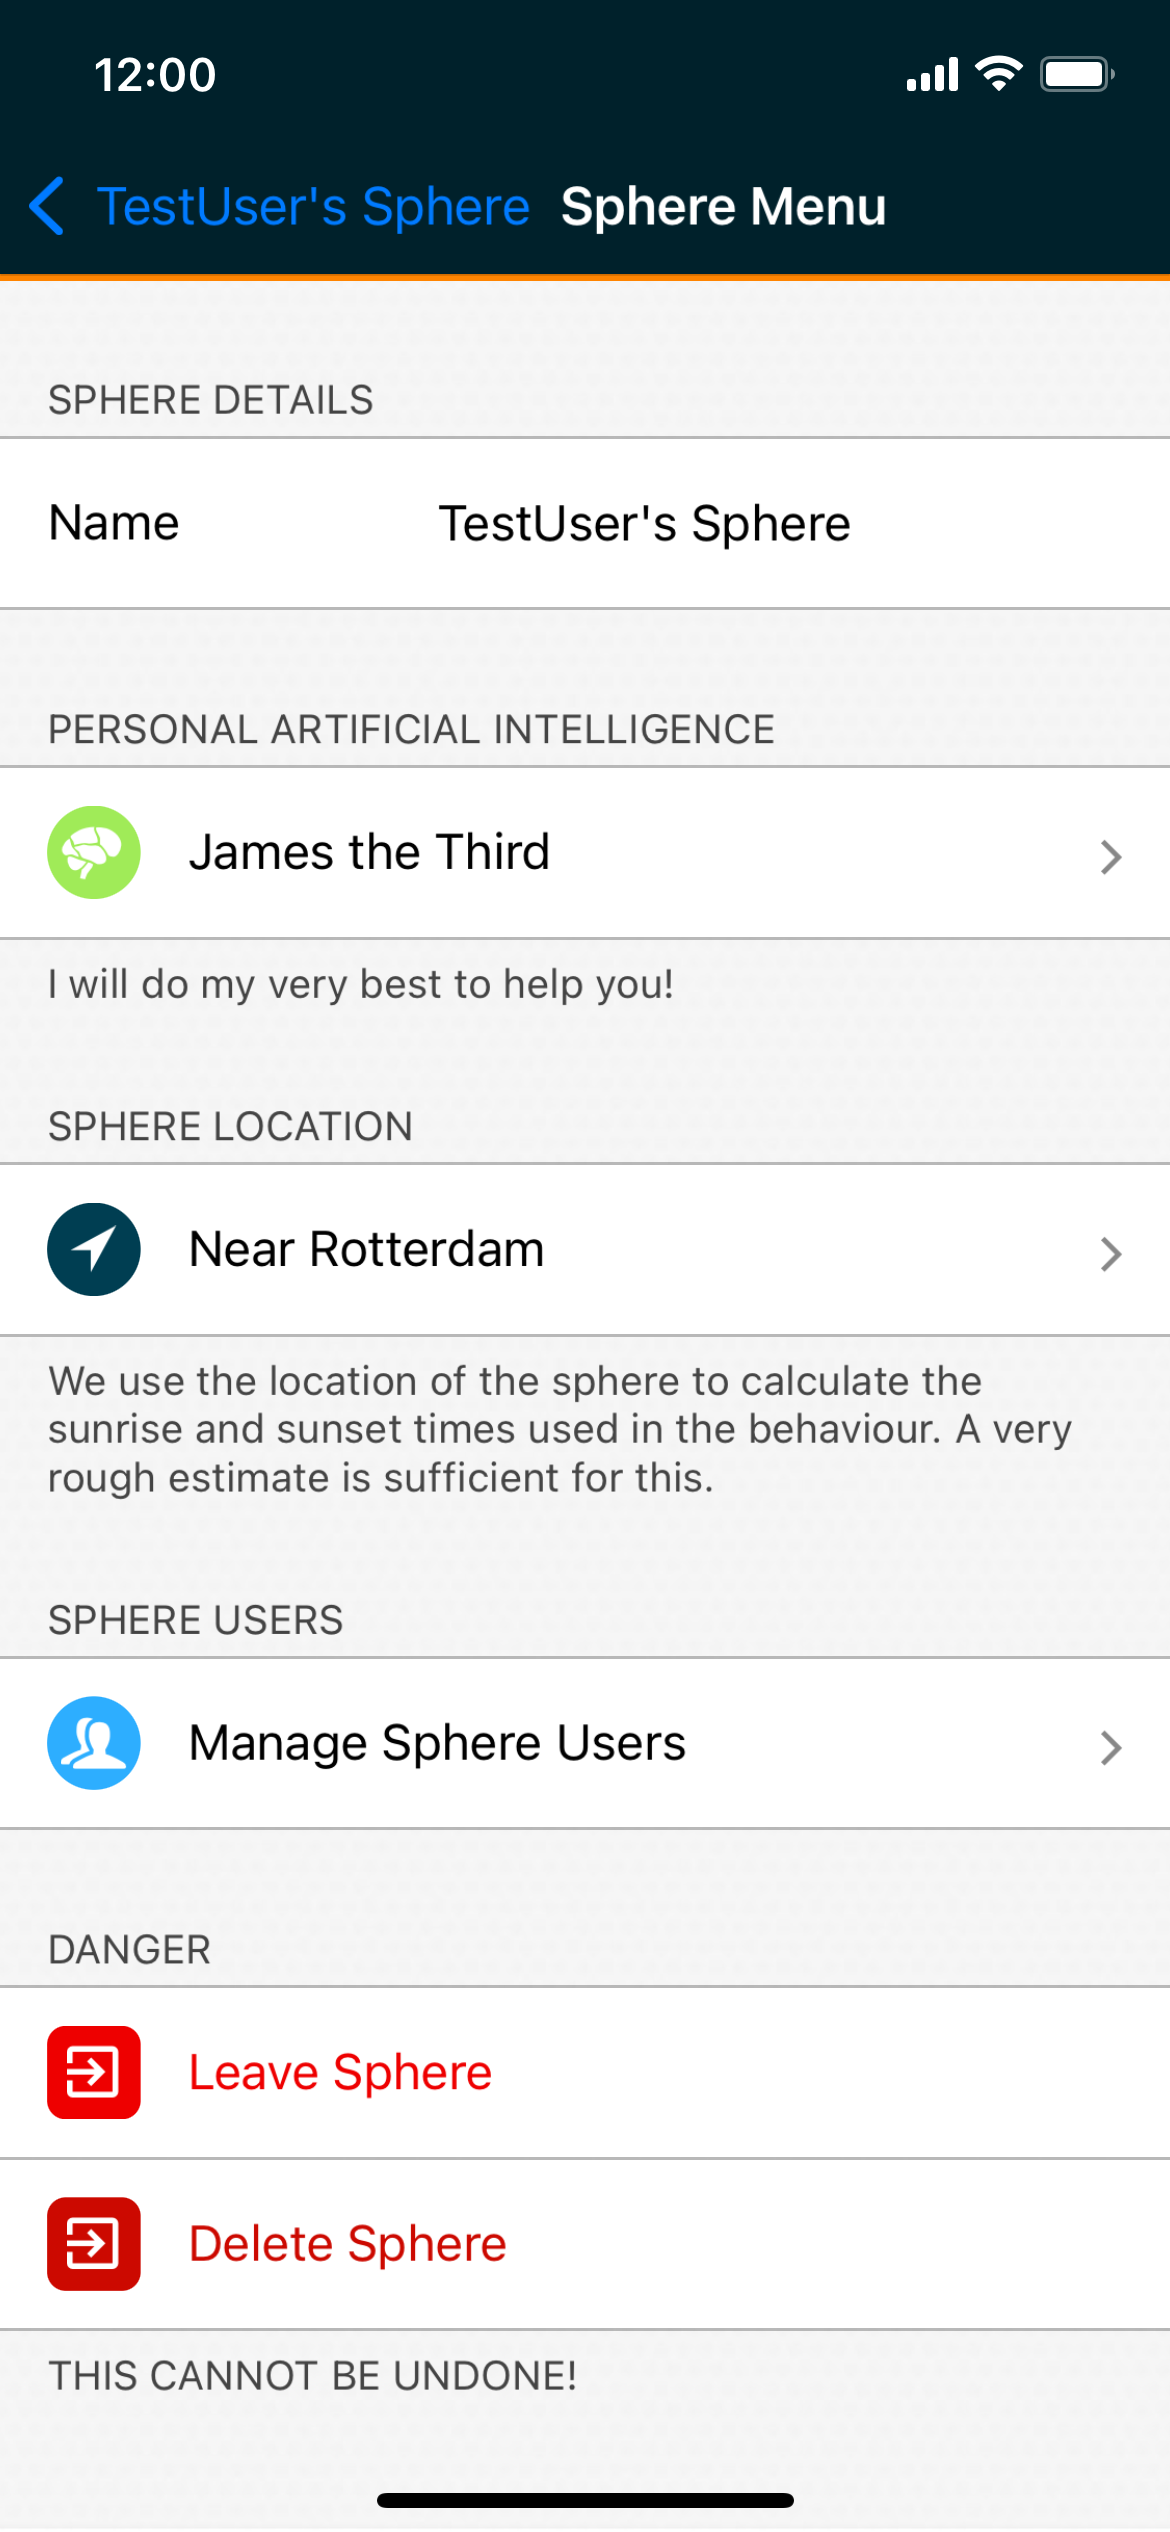 12:00
TestUser's Sphere Sphere Menu
SPHERE DETAILS
Name TestUser's Sphere
PERSONAL ARTIFICIAL INTELLIGENCE
James the Third
I will do my very best to help you!
SPHERE LOCATION
Near Rotterdam
We use the location of the sphere to calculate the
sunrise and sunset times used in the behaviour. A very
rough estimate is sufficient for this.
SPHERE USERS
Manage Sphere Users
DANGER
Leave Sphere
Delete Sphere
THIS CANNOT BE UNDONE!